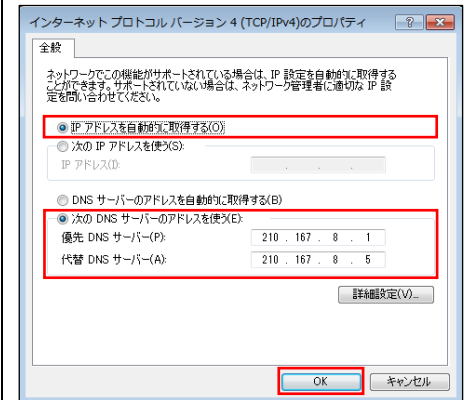 インターネット プロトコル バージョン 4 (TCP/IPv4)のプロパティ
全般
ネットワークでこの機能がサポートされている場合は、IP 設定を自動的に取得する
ことができます。サポートされていない場合は、ネットワーク管理者に適切な IP 設
定を問い合わせてください。
IP アドレスを自動的に取得する(O)
次の IP アドレスを使う(S):
IP アドレス(I):
DNS サーバーのアドレスを自動的に取得する(B)
次の DNS サーバーのアドレスを使う(E):
優先 DNS サーバー(P): 210 . 167 . 8 . 1
代替 DNS サーバー(A): 210 . 167 . 8 . 5
詳細設定(V)...
OK キャンセル